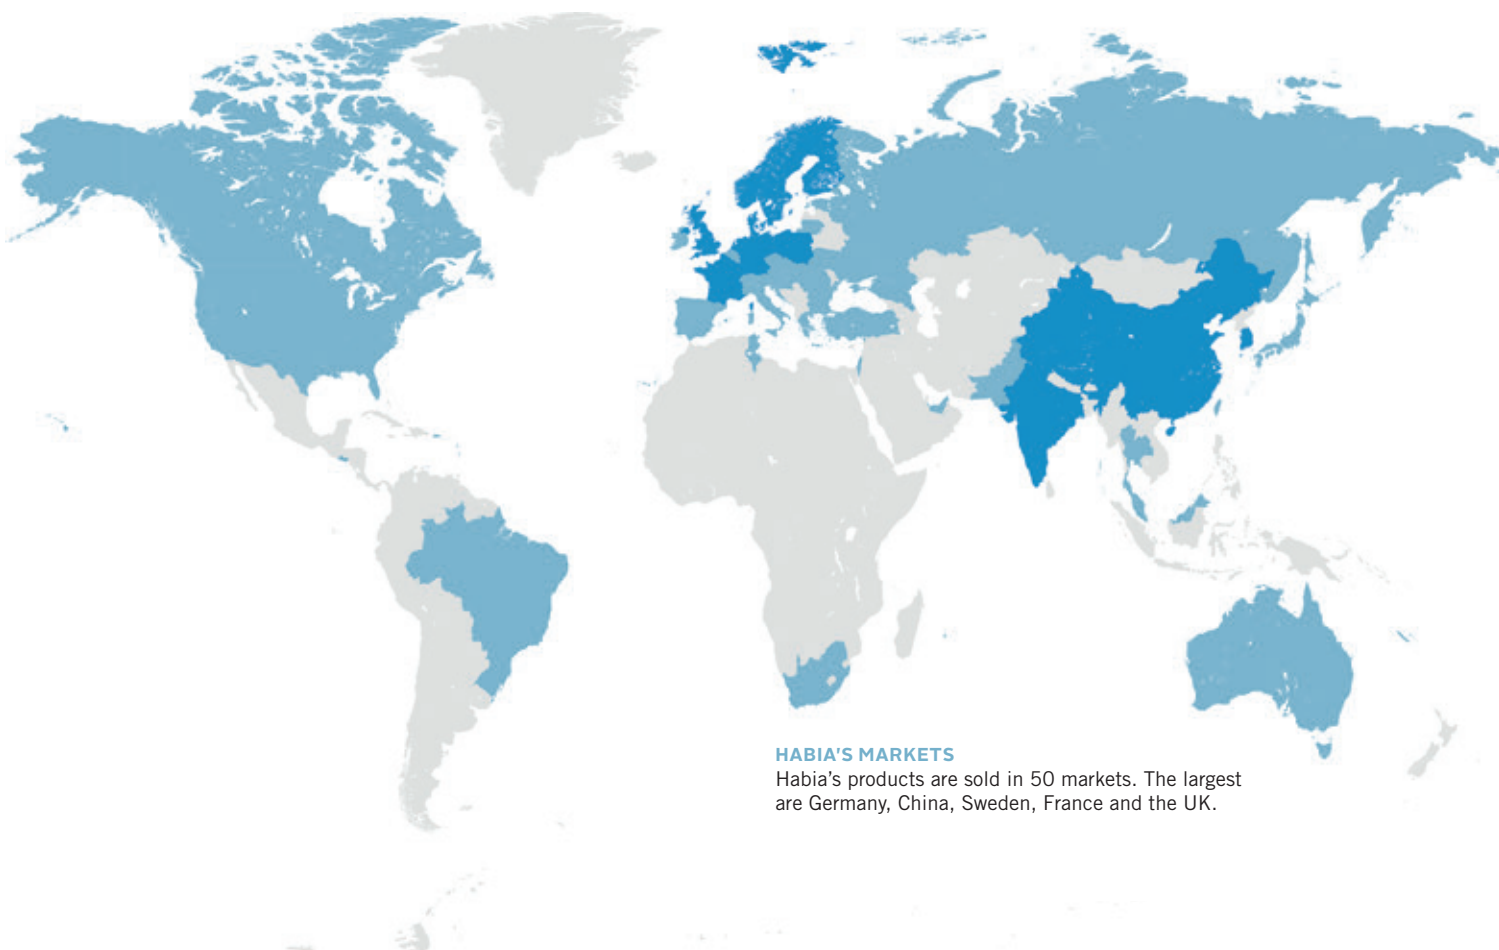 HABIA'S MARKETS
Habia's products are sold in 50 markets. The largest
are Germany, China, Sweden, France and the UK.